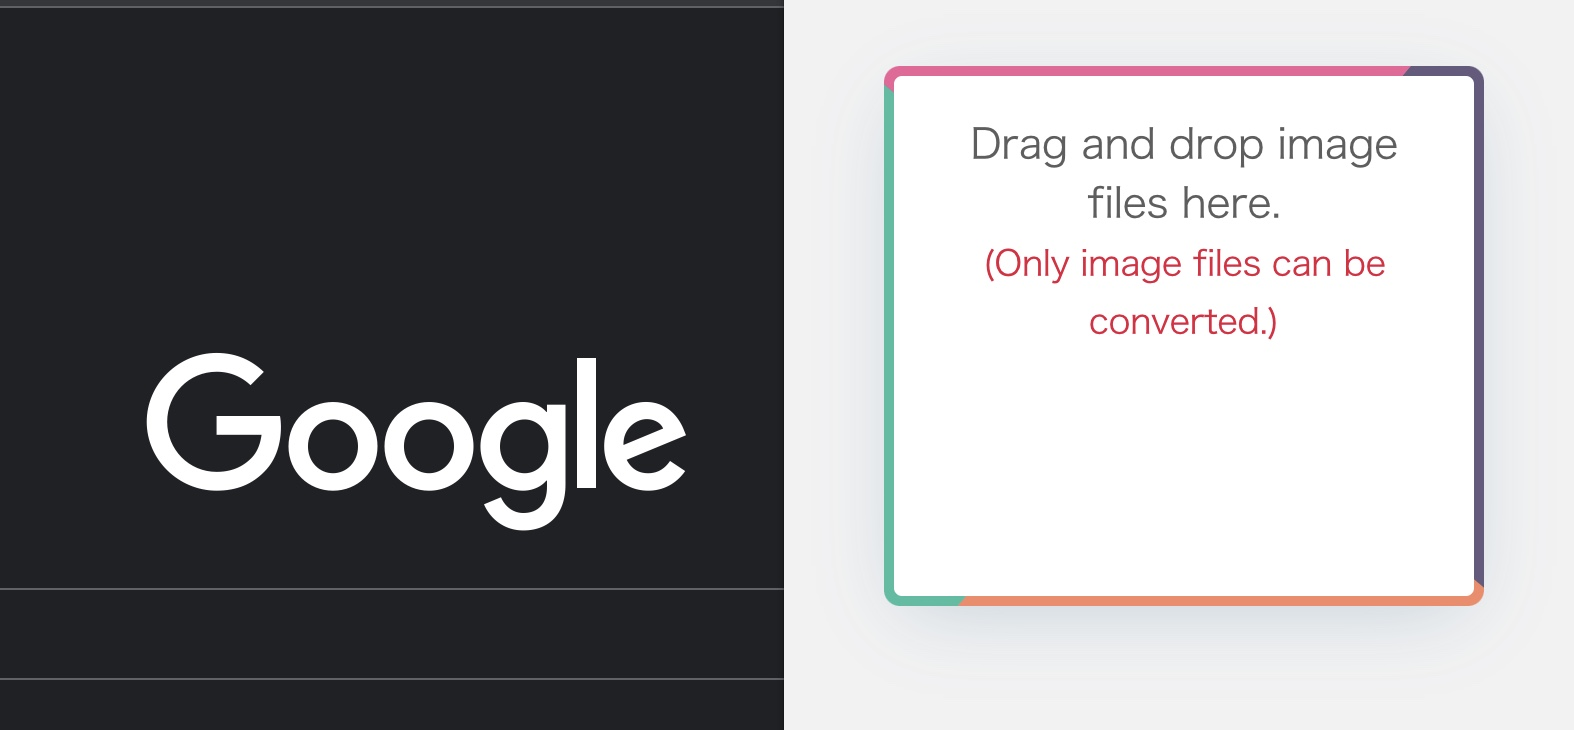 Google
Drag and drop image
files here.
(Only image files can be
converted.)